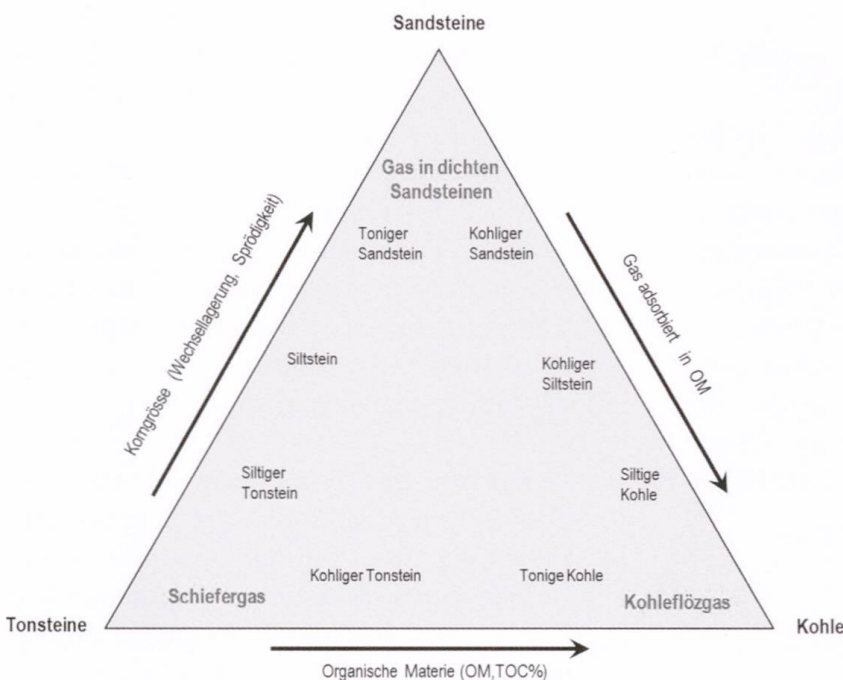 Sandsteine
Gas in dichten
Sandsteinen
Toniger
Sandstein
Kohliger
Sandstein
Korngrösse (Wechsellagerung, Sprödigkeit)
Gas adsorbiert in OM
Siltstein
Kohliger
Siltstein
Siltiger
Tonstein
Siltige
Kohle
Kohliger Tonstein
Tonige Kohle
Schiefergas
Kohleflözgas
Tonsteine
Kohle
Organische Materie (OM,TOC%)